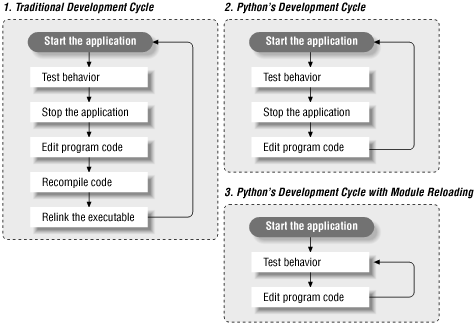 1. Traditional Development Cycle
Start the application
Test behavior
Stop the application
Edit program code
Recompile code
Relink the executable
2. Python's Development Cycle
Start the application
Test behavior
Stop the application
Edit program code
3. Python's Development Cycle with Module Reloading
Start the application
Test behavior
Edit program code